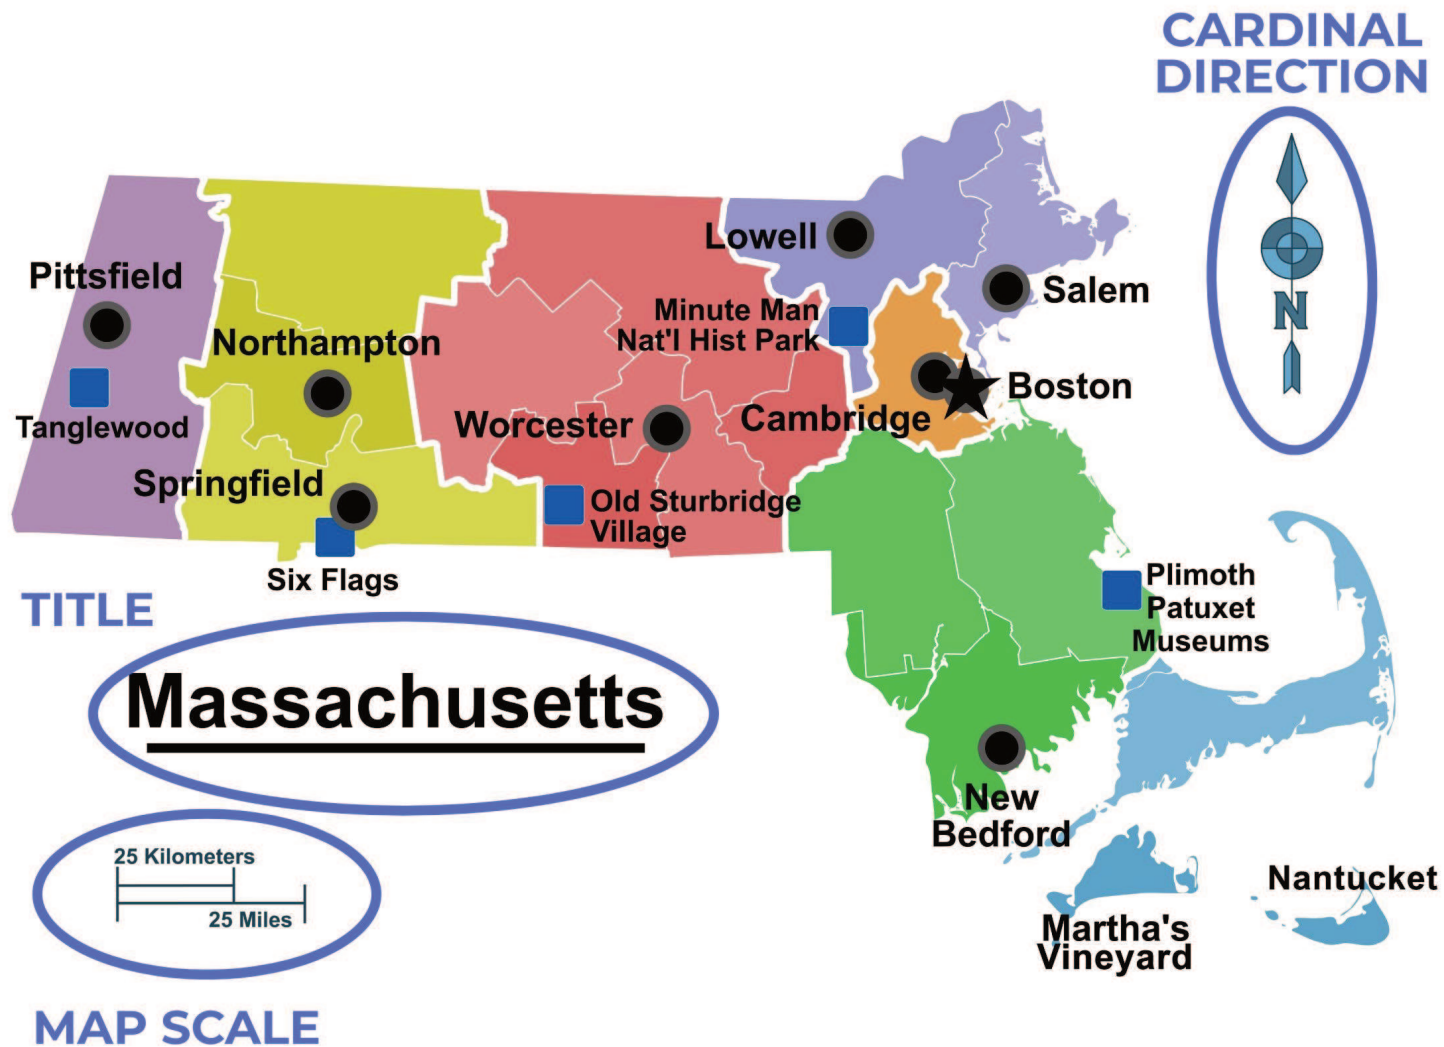 CARDINAL
DIRECTION
N
Lowell
Salem
Pittsfield
Minute Man
Nat'l Hist Park
Northampton
Boston
Cambridge
Tanglewood
Worcester
Springfield
Old Sturbridge
Village
Six Flags
Plimoth
Patuxet
Museums
TITLE
Massachusetts
New
Bedford
25 Kilometers
25 Miles
Nantucket
Martha's
Vineyard
MAP SCALE